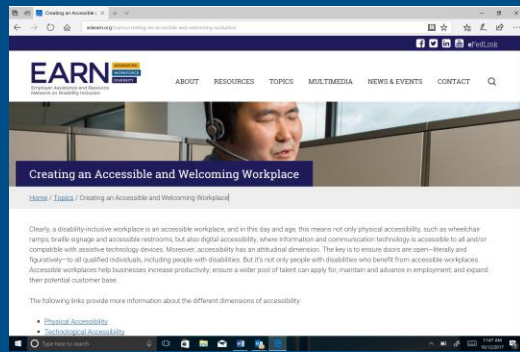 Creating an Accessible
askearn.org/topics/creating-an-accessible-and-welcoming-workplace
eFedLink
EARN
ADVANCING
WORKFORCE
DIVERSITY
Employer Assistance and Resource
Network on Disability Inclusion
ABOUT RESOURCES TOPICS MULTIMEDIA NEWS & EVENTS CONTACT
Creating an Accessible and Welcoming Workplace
Home / Topics / Creating an Accessible and Welcoming Workplace
Clearly, a disability-inclusive workplace is an accessible workplace, and in this day and age, this means not only physical accessibility, such as wheelchair
ramps, braille signage and accessible restrooms, but also digital accessibility, where information and communication technology is accessible to all and/or
compatible with assistive technology devices. Moreover, accessibility has an attitudinal dimension. The key is to ensure doors are open—literally and
figuratively—to all qualified individuals, including people with disabilities. But it's not only people with disabilities who benefit from accessible workplaces.
Accessible workplaces help businesses increase productivity, ensure a wider pool of talent can apply for, maintain and advance in employment, and expand
their potential customer base.
The following links provide more information about the different dimensions of accessibility:
Physical Accessibility
Technological Accessibility
Type here to search
11:47 AM
10/12/2017